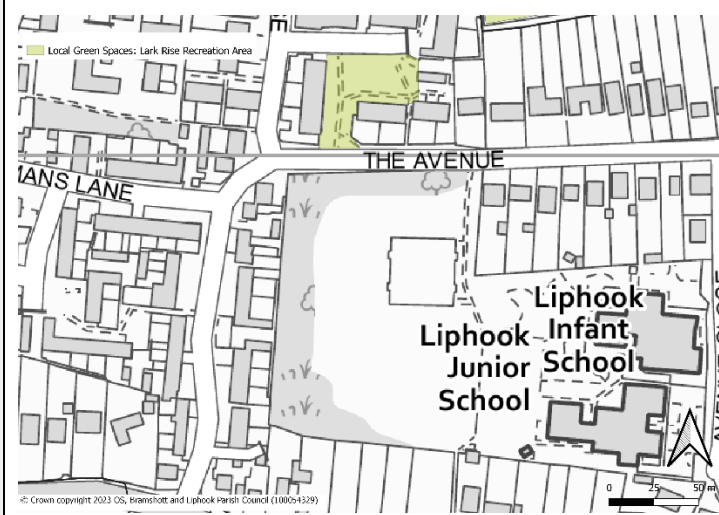 Local Green Spaces: Lark Rise Recreation Area
THE AVENUE
MANS LANE
Liphook
Infant
School
Liphook
Junior
School
0 25 50 m
© Crown copyright 2023 OS, Bramshott and Liphook Parish Council (100054329)